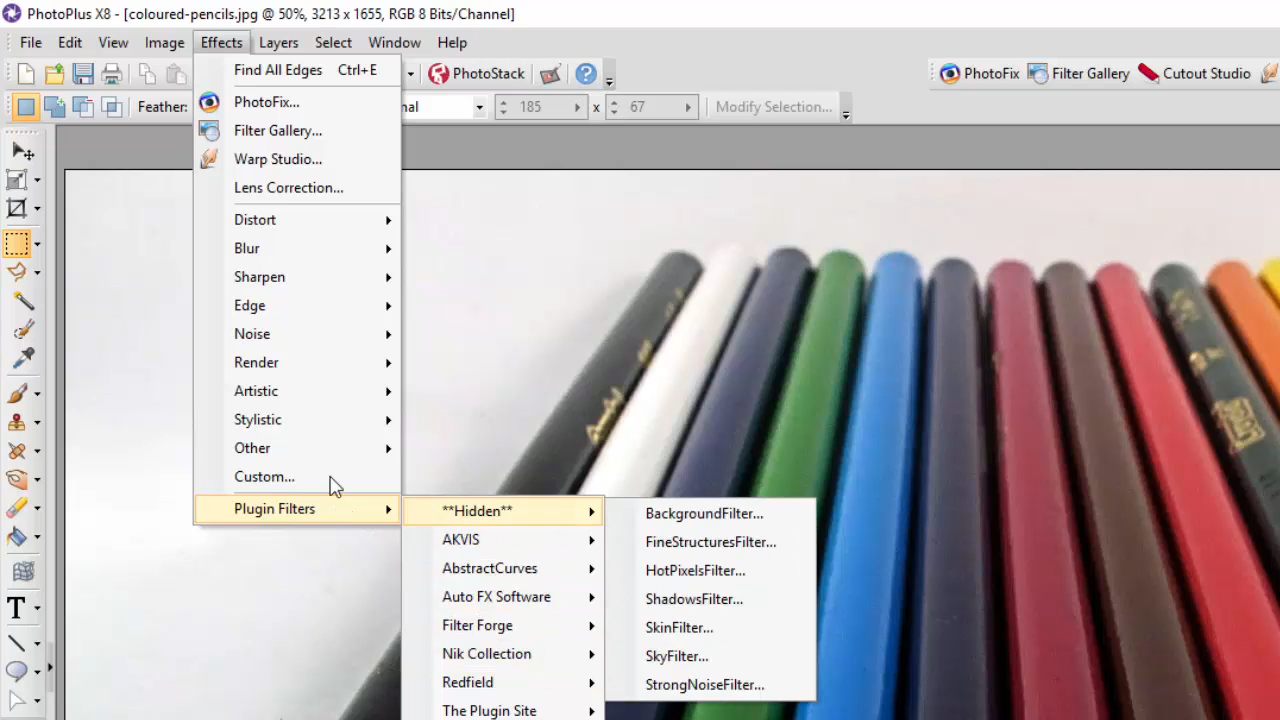 PhotoPlus X8 - [coloured-pencils.jpg @ 50%, 3213 x 1655, RGB 8 Bits/Channel]
File Edit View Image Effects Layers Select Window Help
PhotoStack PhotoFix Filter Gallery Cutout Studio
Feather: nal 185 x 67 Modify Selection...
Find All Edges Ctrl+E
PhotoFix...
Filter Gallery...
Warp Studio...
Lens Correction...
Distort
Blur
Sharpen
Edge
Noise
Render
Artistic
Stylistic
Other
Custom...
Plugin Filters
**Hidden**
AKVIS
AbstractCurves
Auto FX Software
Filter Forge
Nik Collection
Redfield
The Plugin Site
BackgroundFilter...
FineStructuresFilter...
HotPixelsFilter...
ShadowsFilter...
SkinFilter...
SkyFilter...
StrongNoiseFilter...
T